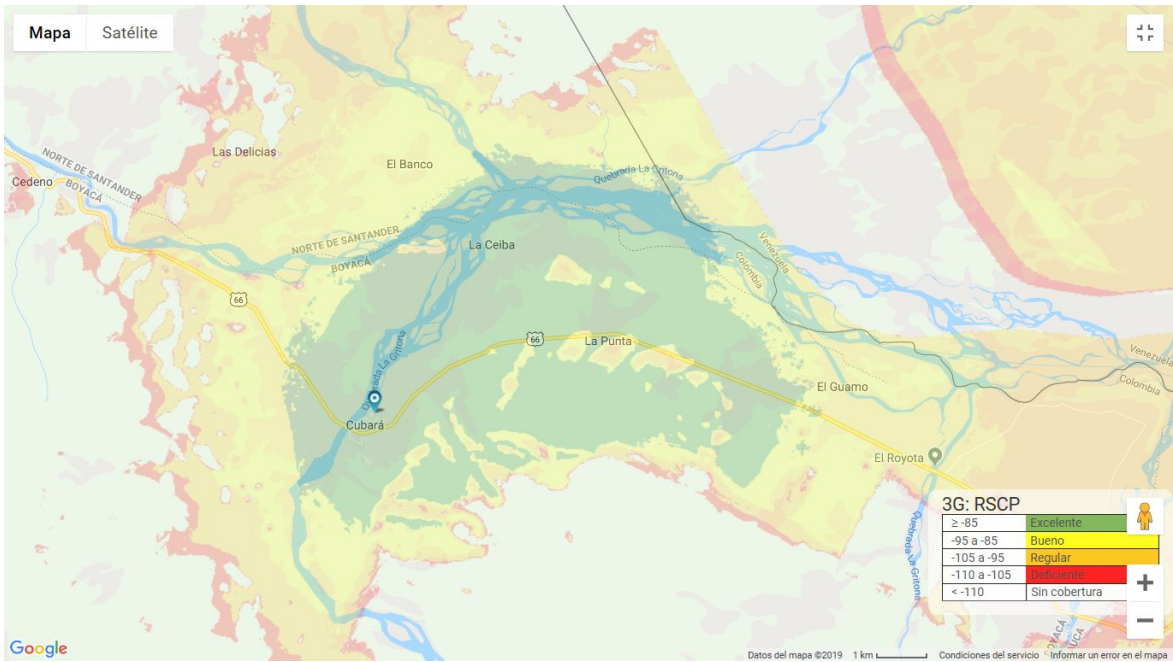 Mapa Satélite
Las Delicias
El Banco
Quebrada La Gritona
NORTE DE SANTANDER
BOYACÁ
Cedeno
NORTE DE SANTANDER
BOYACÁ
La Ceiba
Venezuela
Colombia
66
66
La Punta
Venezuela
Colombia
Quebrada La Gritona
El Guamo
Cubará
El Royota
Quebrada La Gritona
3G: RSCP
≥ -85 Excelente
-95 a -85 Bueno
-105 a -95 Regular
-110 a -105 Deficiente
< -110 Sin cobertura
BOYACÁ
Google
Datos del mapa ©2019 1 km Condiciones del servicio Informar un error en el mapa